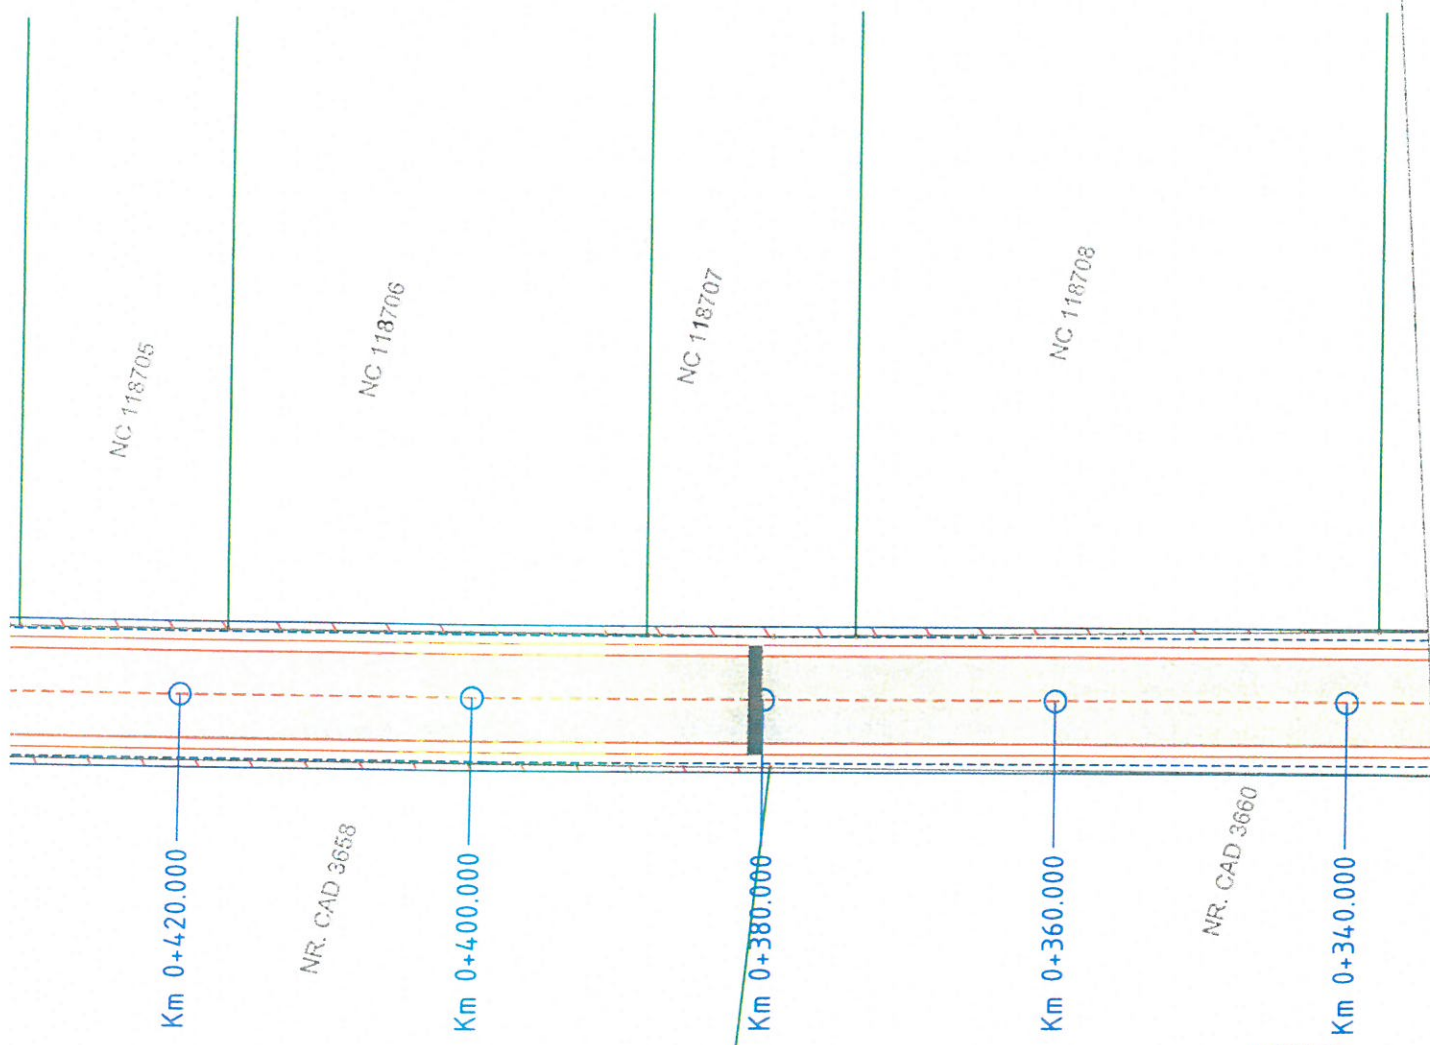 NC 118705
NC 118706
NC 118707
NC 118708
NR. CAD 3658
NR. CAD 3660
Km 0+420.000
Km 0+400.000
Km 0+380.000
Km 0+360.000
Km 0+340.000